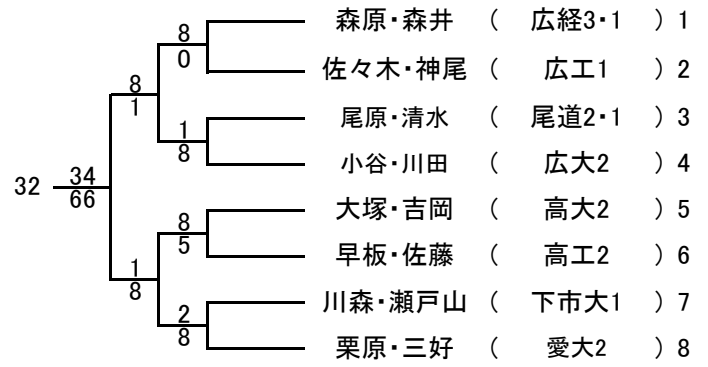 森原・森井 ( 広経3・1 ) 1
8
0
佐々木・神尾 ( 広工1 ) 2
8
1
尾原・清水 ( 尾道2・1 ) 3
1
8
小谷・川田 ( 広大2 ) 4
32 34
66
大塚・吉岡 ( 高大2 ) 5
8
5
早板・佐藤 ( 高工2 ) 6
1
8
川森・瀬戸山 ( 下市大1 ) 7
2
8
栗原・三好 ( 愛大2 ) 8